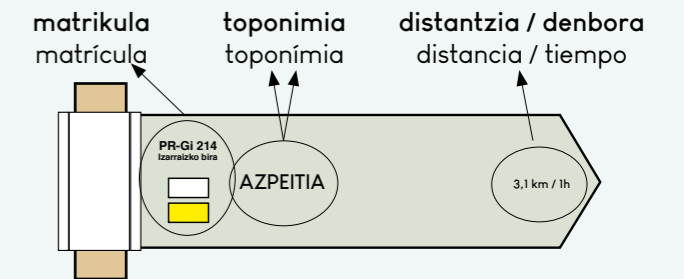 matrikula
matrícula
toponimia
toponímia
distantzia / denbora
distancia / tiempo
PR-Gi 214
Izarraizko bira
AZPEITIA
3,1 km / 1h